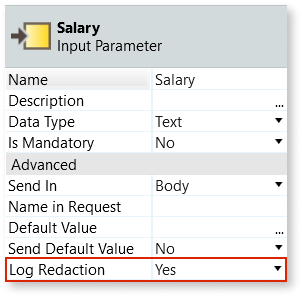 Salary
Input Parameter
Name Salary
Description ...
Data Type Text
Is Mandatory No
Advanced
Send In Body
Name in Request
Default Value ...
Send Default Value No
Log Redaction Yes